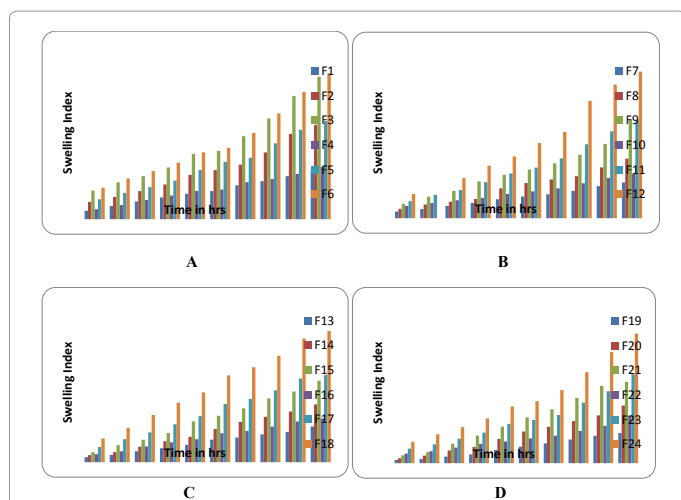 Swelling Index
Time in hrs
F1
F2
F3
F4
F5
F6
A
Swelling Index
Time in hrs
F7
F8
F9
F10
F11
F12
B
Swelling Index
Time in hrs
F13
F14
F15
F16
F17
F18
C
Swelling Index
Time in hrs
F19
F20
F21
F22
F23
F24
D